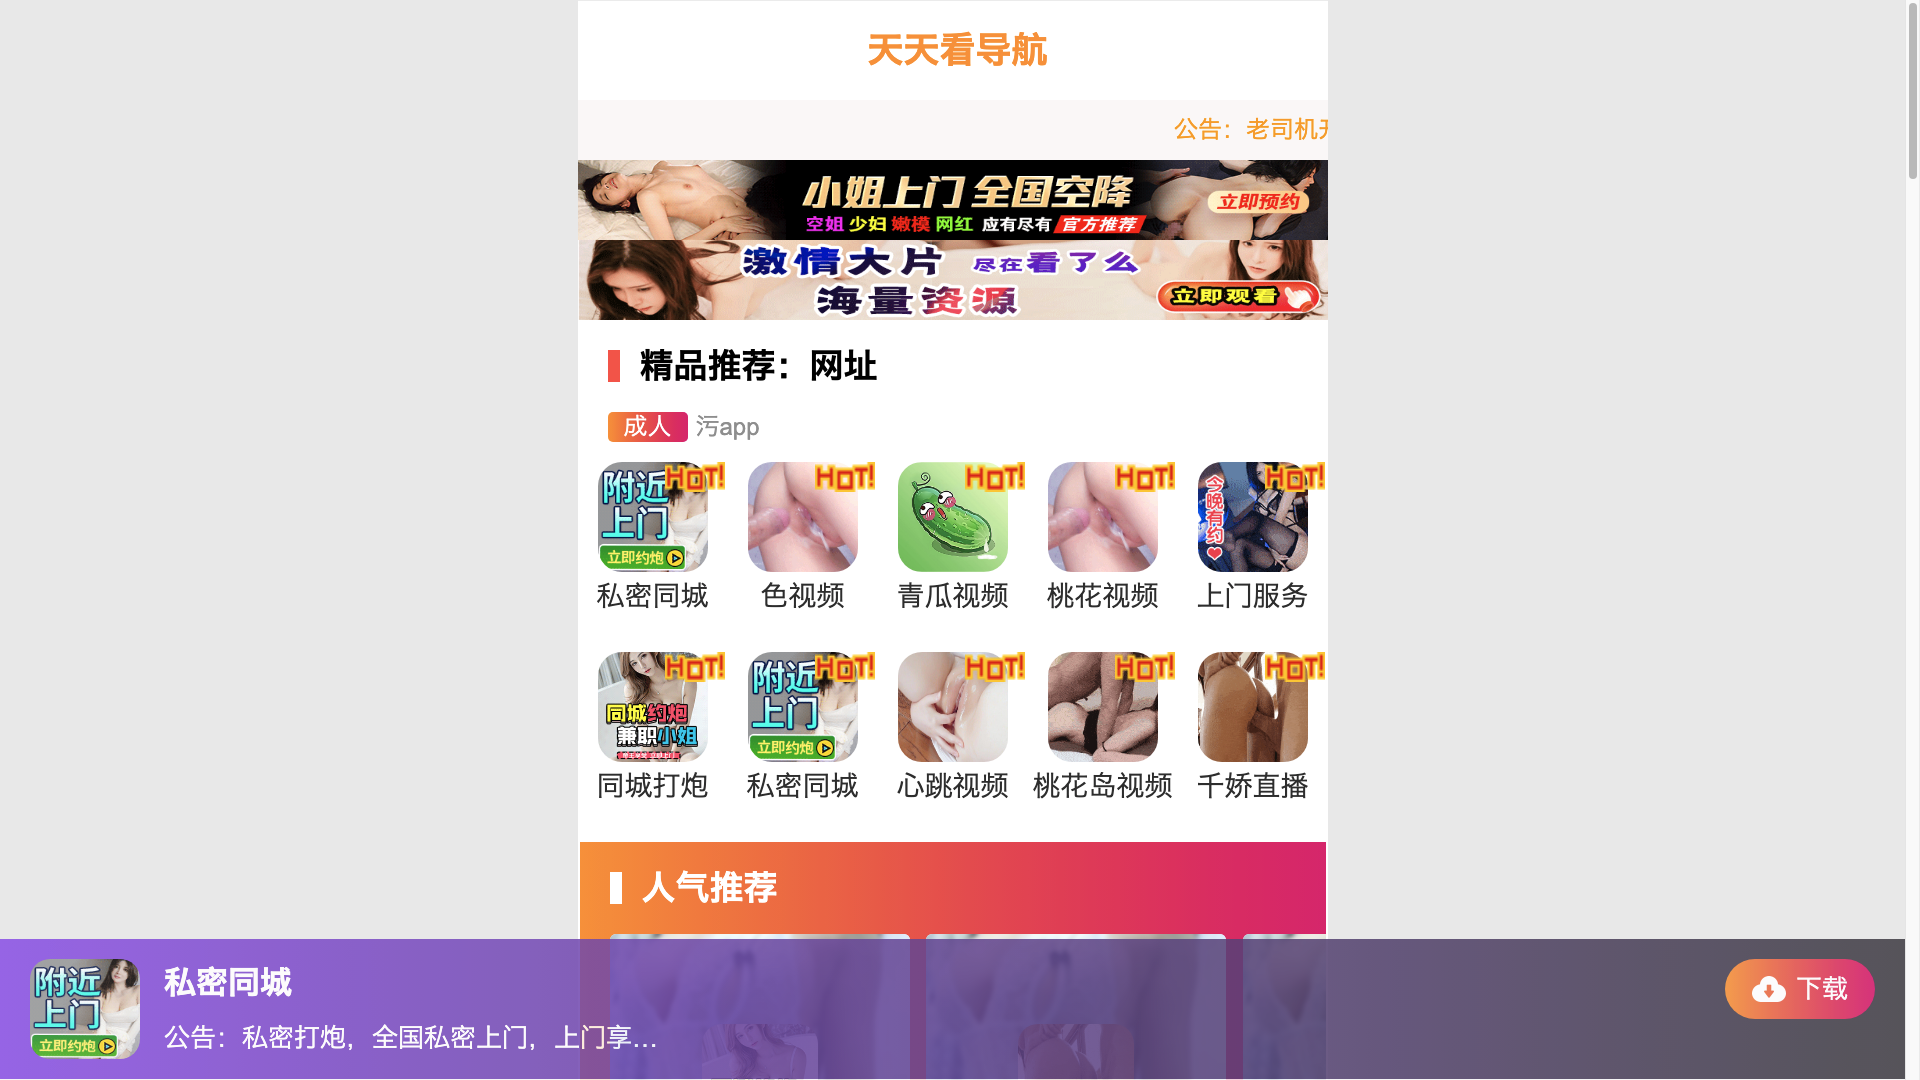 天天看导航
公告：老司机
小姐上门 全国空降
立即预约
空姐 少妇 嫩模 网红 应有尽有 官方推荐
激情大片 尽在看了么
海量资源
立即观看
精品推荐：网址
成人 污app
附近 上门 立即约炮 HOT!
HOT!
HOT!
HOT!
今晚有约 HOT!
私密同城 色视频 青瓜视频 桃花视频 上门服务
同城约炮 兼职小姐 HOT!
附近 上门 立即约炮 HOT!
HOT!
HOT!
HOT!
同城打炮 私密同城 心跳视频 桃花岛视频 千娇直播
人气推荐
附近 上门 立即约炮
私密同城
公告：私密打炮，全国私密上门，上门享...
下载